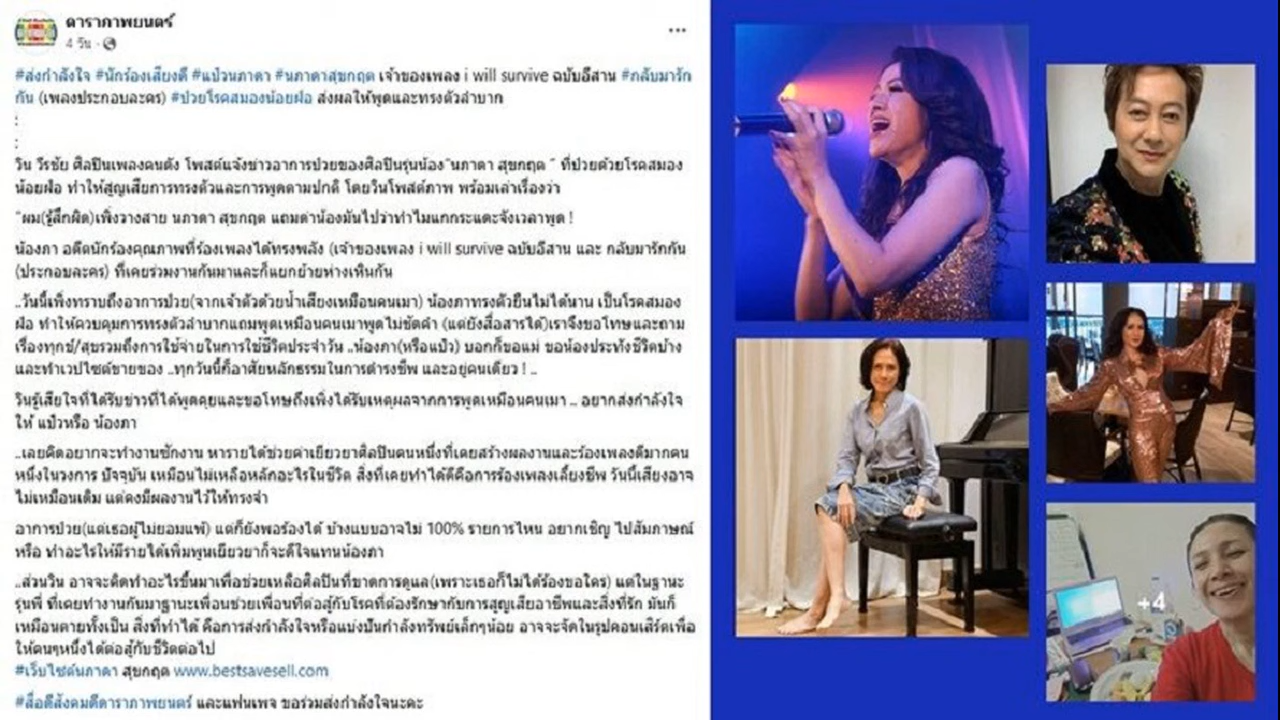 ดาราภาพยนตร์
4 วัน ·
#ส่งกำลังใจ #นักร้องเสียงดี #แป๋วนภาดา #นภาดาสุขกฤต เจ้าของเพลง i will survive ฉบับอีสาน #กลับมารัก
กัน (เพลงประกอบละคร) #ป่วยโรคสมองน้อยฝ่อ ส่งผลให้พูดและทรงตัวลำบาก
:
:
วิน วีรชัย ศิลปินเพลงคนดัง โพสต์แจ้งข่าวอาการป่วยของศิลปินรุ่นน้อง"นภาดา สุขกฤต " ที่ป่วยด้วยโรคสมอง
น้อยฝ่อ ทำให้สูญเสียการทรงตัวและการพูดตามปกติ โดยวินโพสต์ภาพ พร้อมเล่าเรื่องว่า
"ผม(รู้สึกผิด)เพิ่งวางสาย นภาดา สุขกฤต แถมด่าน้องมันไปว่าทำไมแกกระแดะจังเวลาพูด !
น้องภา อดีตนักร้องคุณภาพที่ร้องเพลงได้ทรงพลัง (เจ้าของเพลง i will survive ฉบับอีสาน และ กลับมารักกัน
(ประกอบละคร) ที่เคยร่วมงานกันมาและก็แยกย้ายห่างเหินกัน
..วันนี้เพิ่งทราบถึงอาการป่วย(จากเจ้าตัวด้วยน้ำเสียงเหมือนคนเมา) น้องภาทรงตัวยืนไม่ได้นาน เป็นโรคสมอง
ฝ่อ ทำให้ควบคุมการทรงตัวลำบากแถมพูดเหมือนคนเมาพูดไม่ชัดคำ (แต่ยังสื่อสารได้)เราจึงขอโทษและถาม
เรื่องทุกข์/สุขรวมถึงการใช้จ่ายในการใช้ชีวิตประจำวัน ..น้องภา(หรือแป๋ว) บอกก็ขอแม่ ขอน้องประทังชีวิตบ้าง
และทำเวปไซต์ขายของ ..ทุกวันนี้ก็อาศัยหลักธรรมในการดำรงชีพ และอยู่คนเดียว ! ..
วินรู้เสียใจที่ได้รับข่าวที่ได้พูดคุยและขอโทษถึงเพิ่งได้รับเหตุผลจากการพูดเหมือนคนเมา .. อยากส่งกำลังใจ
ให้ แป๋วหรือ น้องภา
..เลยคิดอยากจะทำงานซักงาน หารายได้ช่วยค่าเยียวยาศิลปินคนหนึ่งที่เคยสร้างผลงานและร้องเพลงดีมากคน
หนึ่งในวงการ ปัจจุบัน เหมือนไม่เหลือหลักอะไรในชีวิต สิ่งที่เคยทำได้ดีคือการร้องเพลงเลี้ยงชีพ วันนี้เสียงอาจ
ไม่เหมือนเดิม แต่คงมีผลงานไว้ให้ทรงจำ
อาการป่วย(แต่เธอผู้ไม่ยอมแพ้) แต่ก็ยังพอร้องได้ บ้างแบบอาจไม่ 100% รายการไหน อยากเชิญ ไปสัมภาษณ์
หรือ ทำอะไรให้มีรายได้เพิ่มพูนเยียวยาก็จะดีใจแทนน้องภา
..ส่วนวิน อาจจะคิดทำอะไรขึ้นมาเพื่อช่วยเหลือศิลปินที่ขาดการดูแล(เพราะเธอก็ไม่ได้ร้องขอใคร) แต่ในฐานะ
รุ่นพี่ ที่เคยทำงานกันมาฐานะเพื่อนช่วยเพื่อนที่ต่อสู้กับโรคที่ต้องรักษากับการสูญเสียอาชีพและสิ่งที่รัก มันก็
เหมือนตายทั้งเป็น สิ่งที่ทำได้ คือการส่งกำลังใจหรือแบ่งปันกำลังทรัพย์เล็กๆน้อย อาจจะจัดในรูปคอนเสิร์ตเพื่อ
ให้คนๆหนึ่งได้ต่อสู้กับชีวิตต่อไป
#เว็บไซต์นภาดา สุขกฤต www.bestsavesell.com
#สื่อดีสังคมดีดาราภาพยนตร์ และแฟนเพจ ขอร่วมส่งกำลังใจนะคะ
+4